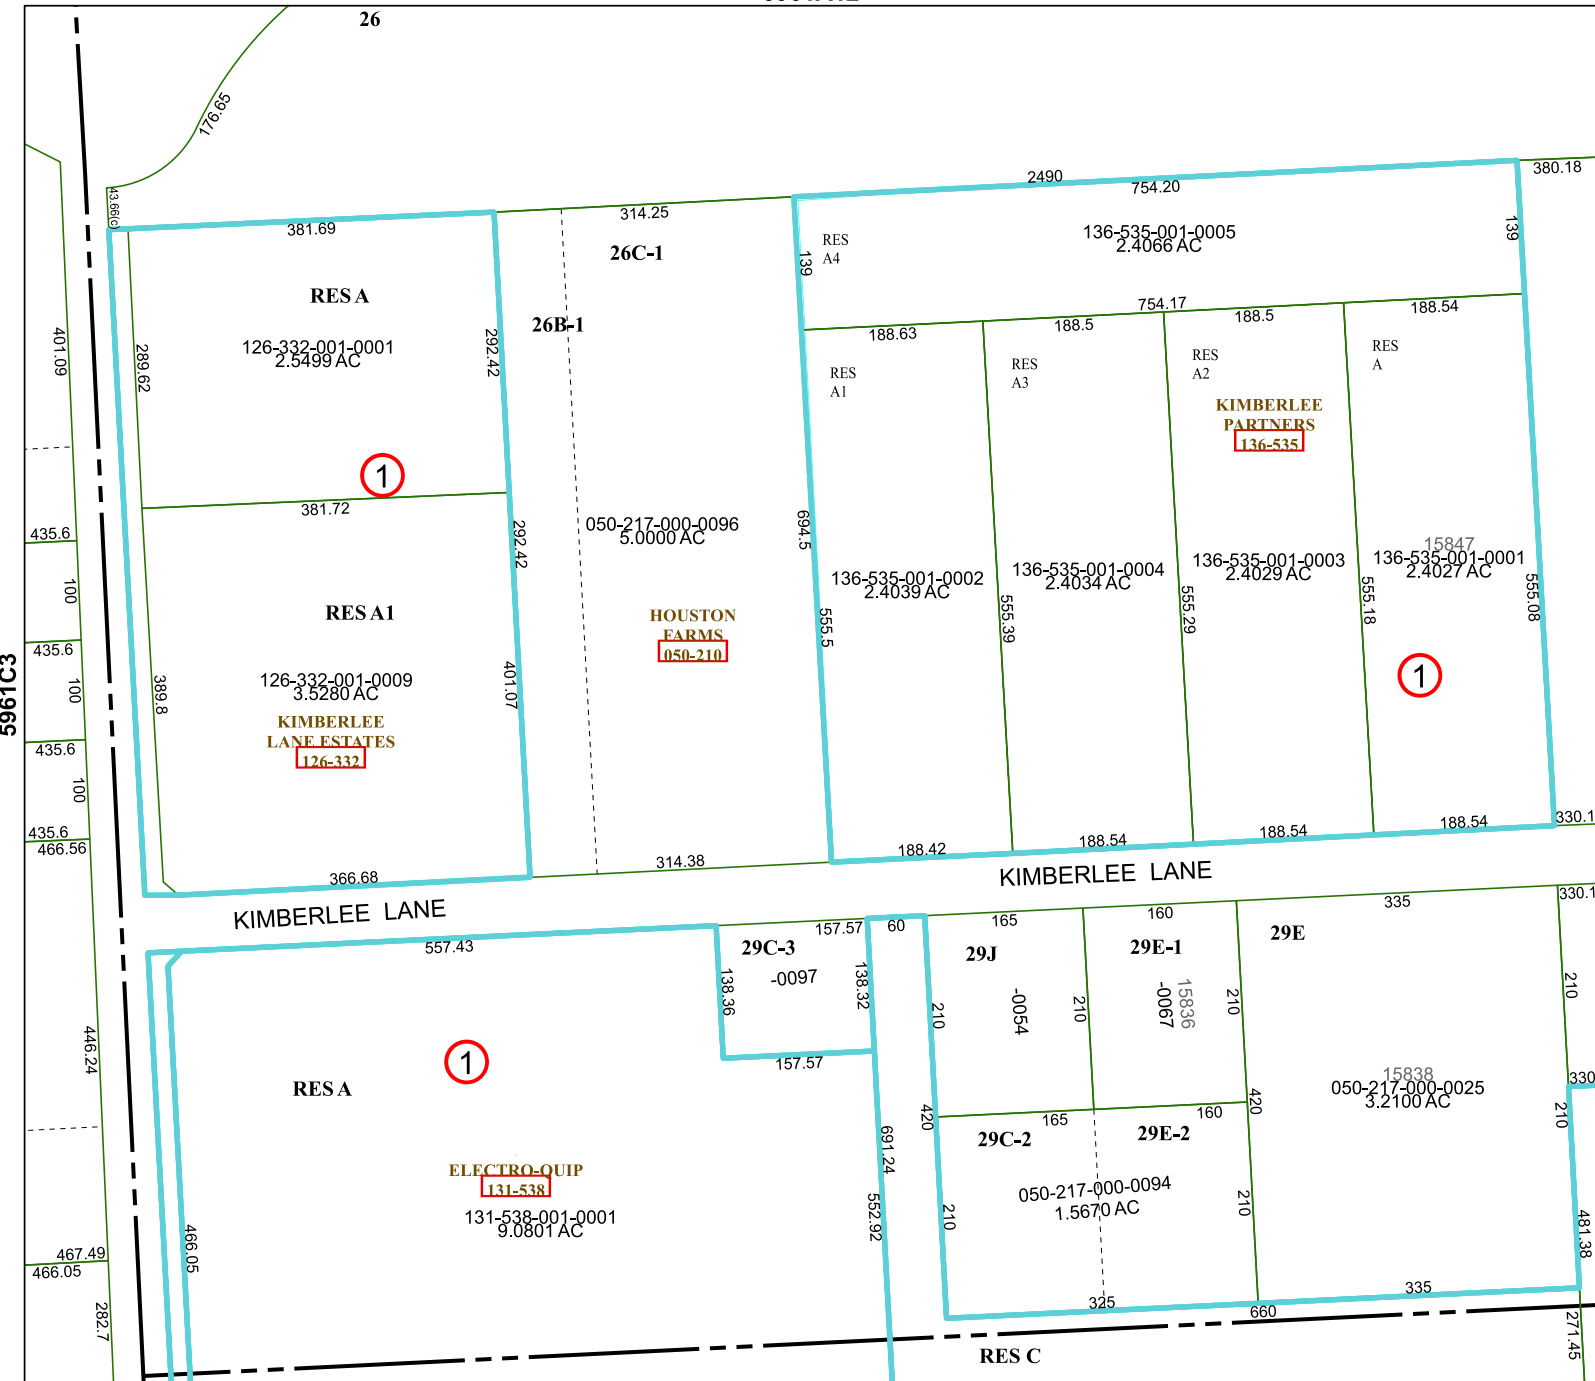 26
176.65
43.66(c)
2490
754.20
380.18
381.69
314.25
26C-1
RES
A4
139
136-535-001-0005
2.4066 AC
139
RES A
26B-1
754.17
188.63
188.5
188.5
188.54
401.09
289.62
126-332-001-0001
2.5499 AC
292.42
RES
A1
RES
A3
RES
A2
RES
A
KIMBERLEE
PARTNERS
136-535
1
381.72
292.42
050-217-000-0096
5.0000 AC
694.5
435.6
100
136-535-001-0002
2.4039 AC
136-535-001-0004
2.4034 AC
136-535-001-0003
2.4029 AC
15847
136-535-001-0001
2.4027 AC
555.5
555.39
555.29
555.18
555.08
RES A1
HOUSTON
FARMS
050-210
435.6
100
5961C3
389.8
126-332-001-0009
3.5280 AC
401.07
1
KIMBERLEE
LANE ESTATES
126-332
435.6
100
435.6
466.56
366.68
314.38
188.42
188.54
188.54
188.54
330.1
KIMBERLEE LANE
KIMBERLEE LANE
557.43
157.57
60
165
160
335
330.1
29C-3
-0097
138.36
138.32
29J
-0054
210
210
29E-1
-0067
15836
210
29E
210
446.24
1
157.57
RES A
15838
050-217-000-0025
3.2100 AC
330
210
420
165
160
420
691.24
29C-2
29E-2
ELECTRO-QUIP
131-538
131-538-001-0001
9.0801 AC
552.92
050-217-000-0094
1.5670 AC
210
210
466.05
481.38
467.49
466.05
282.7
325
660
335
271.45
RES C